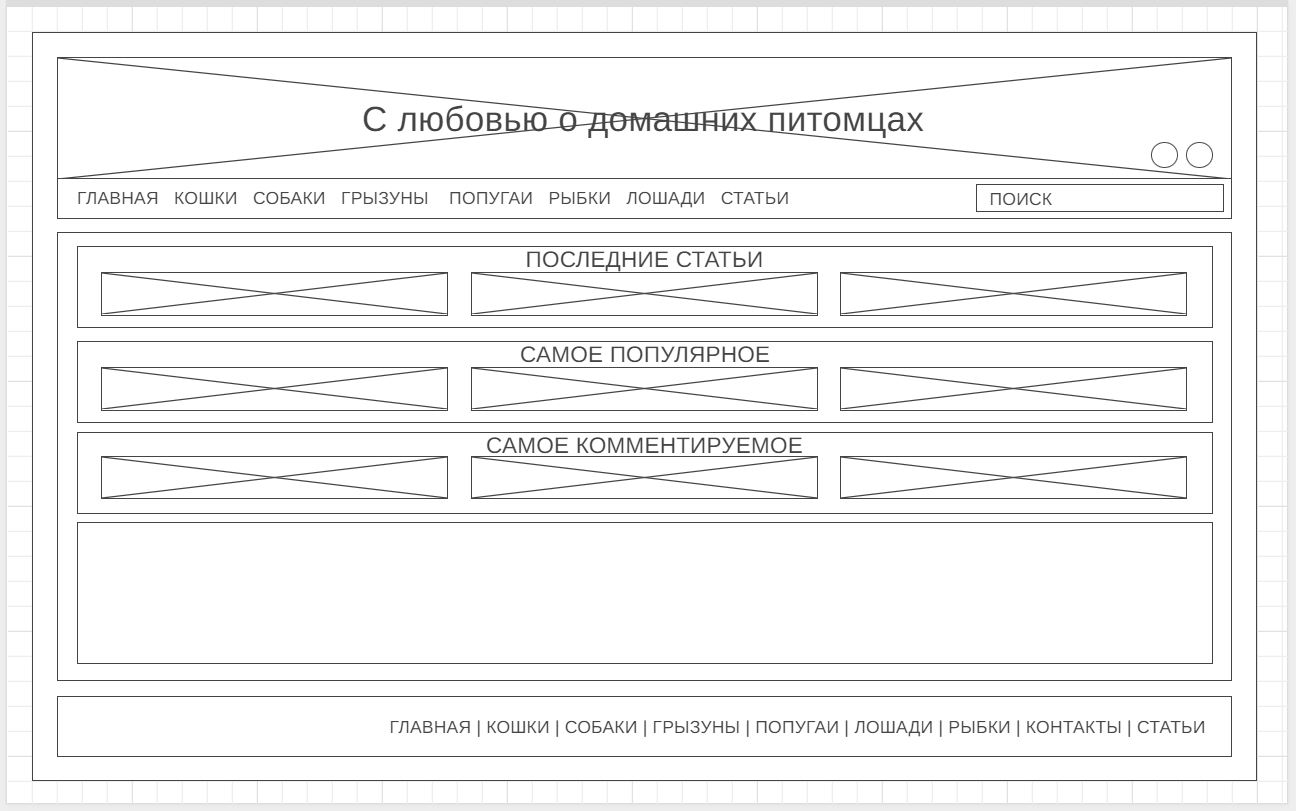 С любовью о домашних питомцах
ГЛАВНАЯ КОШКИ СОБАКИ ГРЫЗУНЫ ПОПУГАИ РЫБКИ ЛОШАДИ СТАТЬИ ПОИСК
ПОСЛЕДНИЕ СТАТЬИ
САМОЕ ПОПУЛЯРНОЕ
САМОЕ КОММЕНТИРУЕМОЕ
ГЛАВНАЯ | КОШКИ | СОБАКИ | ГРЫЗУНЫ | ПОПУГАИ | ЛОШАДИ | РЫБКИ | КОНТАКТЫ | СТАТЬИ